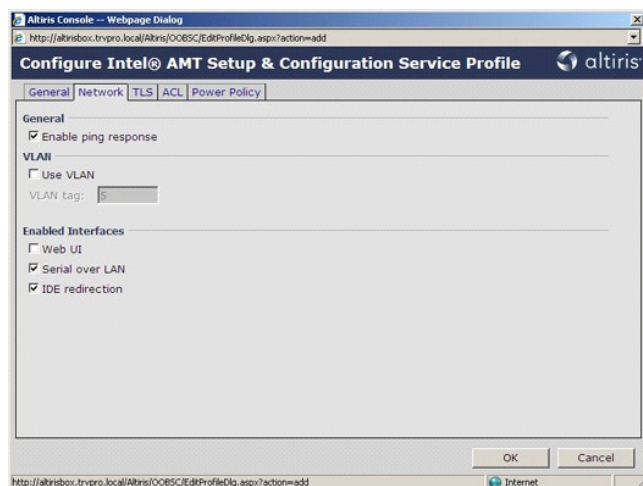 Altiris Console -- Webpage Dialog
http://altirisbox.trvpro.local/Altiris/OOBSC/EditProfileDlg.aspx?action=add
Configure Intel® AMT Setup & Configuration Service Profile altiris
General Network TLS ACL Power Policy
General
Enable ping response
VLAN
Use VLAN
VLAN tag: 5
Enabled Interfaces
Web UI
Serial over LAN
IDE redirection
OK Cancel
http://altirisbox.trvpro.local/Altiris/OOBSC/EditProfileDlg.aspx?action=add Internet